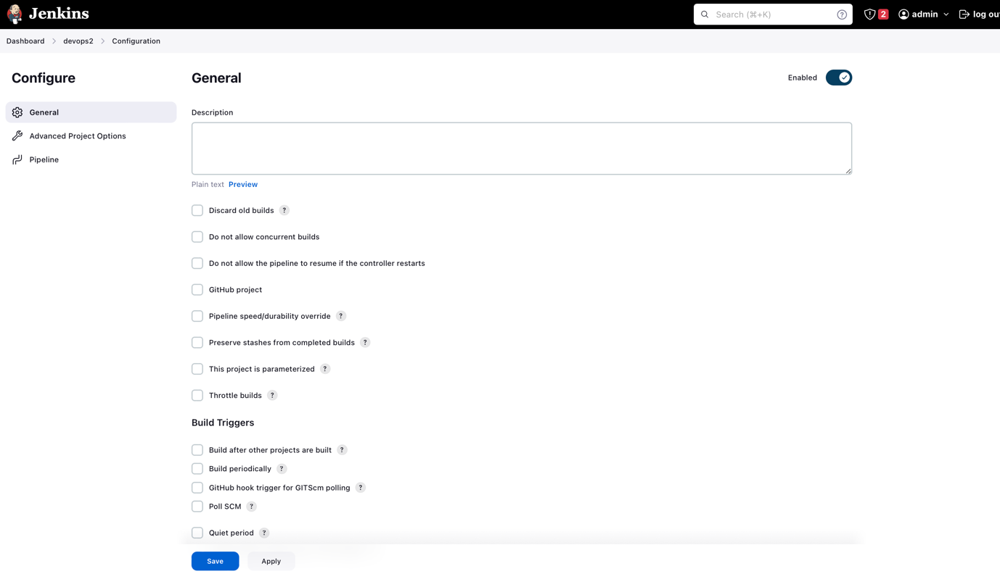 Jenkins
Search (⌘+K)
?
2
admin
log ou
Dashboard > devops2 > Configuration
Configure
General
Advanced Project Options
Pipeline
General
Enabled
Description
Plain text Preview
Discard old builds ?
Do not allow concurrent builds
Do not allow the pipeline to resume if the controller restarts
GitHub project
Pipeline speed/durability override ?
Preserve stashes from completed builds ?
This project is parameterized ?
Throttle builds ?
Build Triggers
Build after other projects are built ?
Build periodically ?
GitHub hook trigger for GITScm polling ?
Poll SCM ?
Quiet period ?
Save
Apply